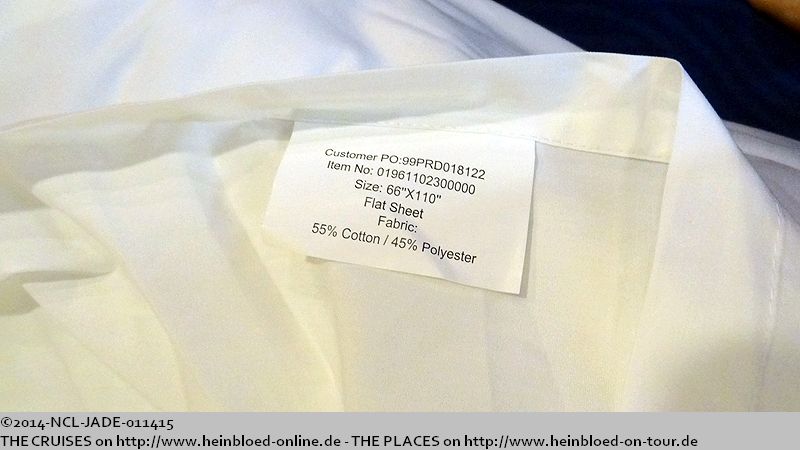 Customer PO:99PRD018122
Item No: 01961102300000
Size: 66"X110"
Flat Sheet
Fabric:
55% Cotton / 45% Polyester
©2014-NCL-JADE-011415
THE CRUISES on http://www.heinbloed-online.de - THE PLACES on http://www.heinbloed-on-tour.de